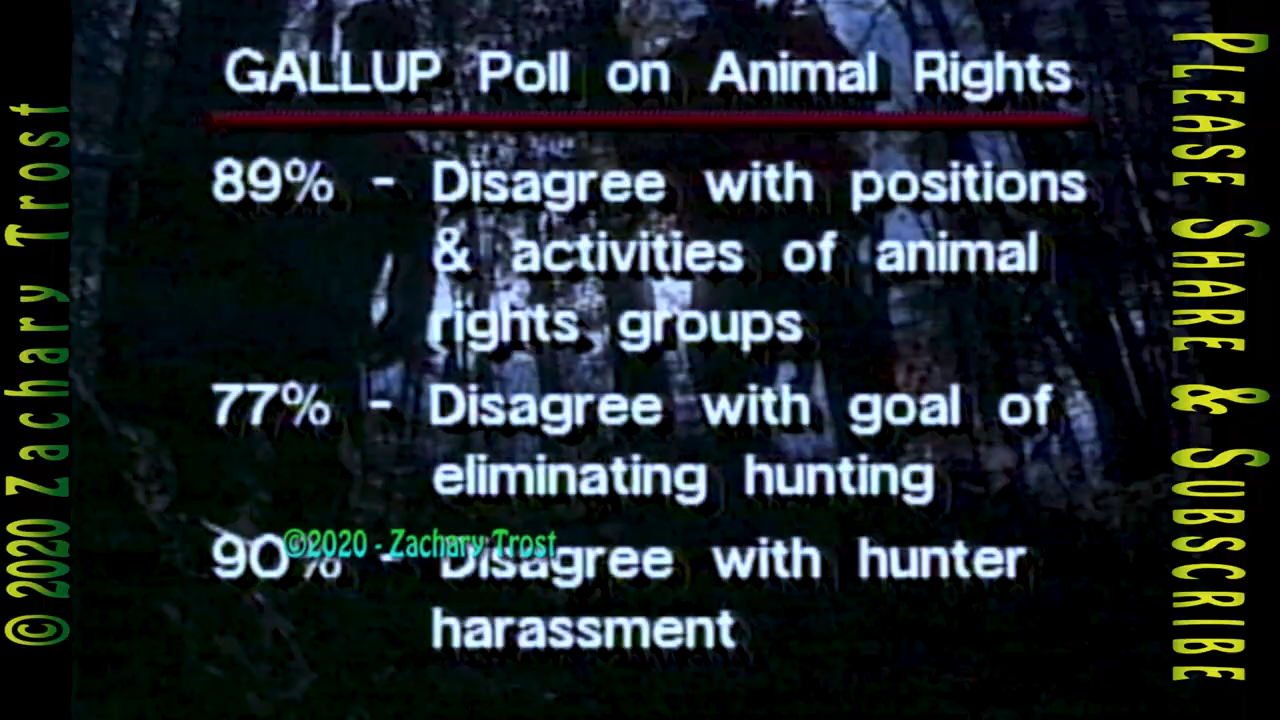 GALLUP Poll on Animal Rights
89% - Disagree with positions
& activities of animal
rights groups
77% - Disagree with goal of
eliminating hunting
90% - Disagree with hunter
harassment
©2020 - Zachary Trost
© 2020 Zachary Trost
PLEASE SHARE & SUBSCRIBE